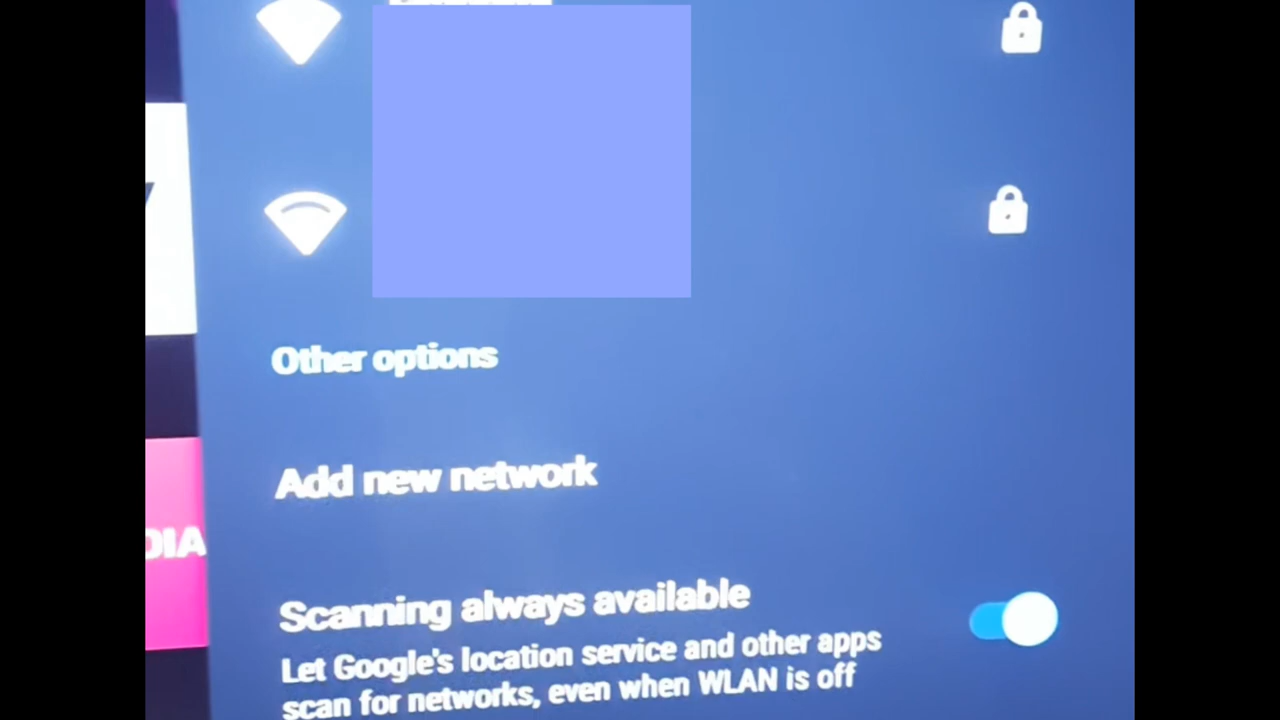 Other options
Add new network
DIA
Scanning always available
Let Google's location service and other apps
scan for networks, even when WLAN is off